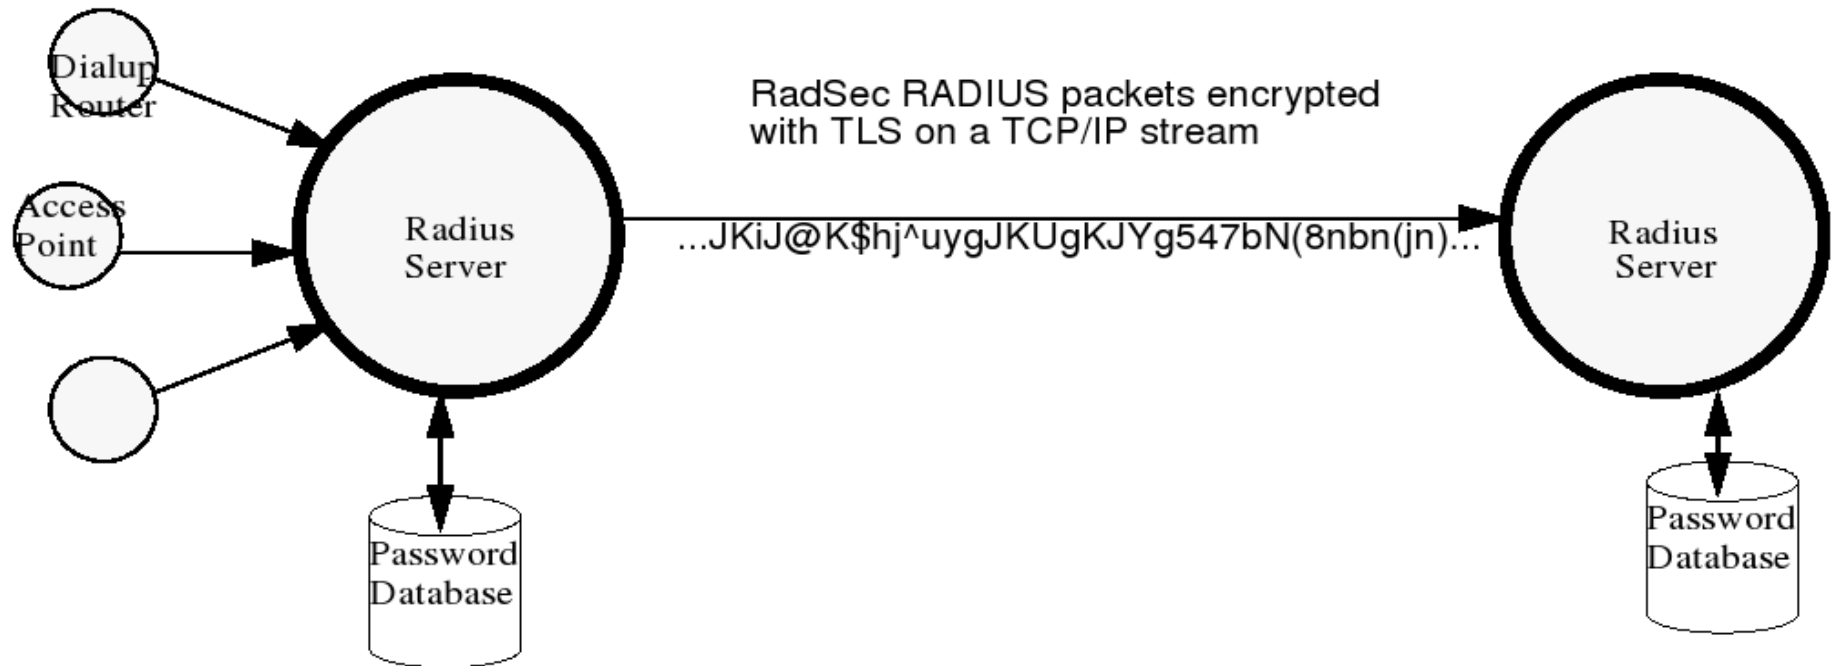 Dialup
Router
RadSec RADIUS packets encrypted
with TLS on a TCP/IP stream
Access
Point
Radius
Server
...JKiJ@K$hj^uygJKUgKJYg547bN(8nbn(jn)...
Radius
Server
Password
Database
Password
Database